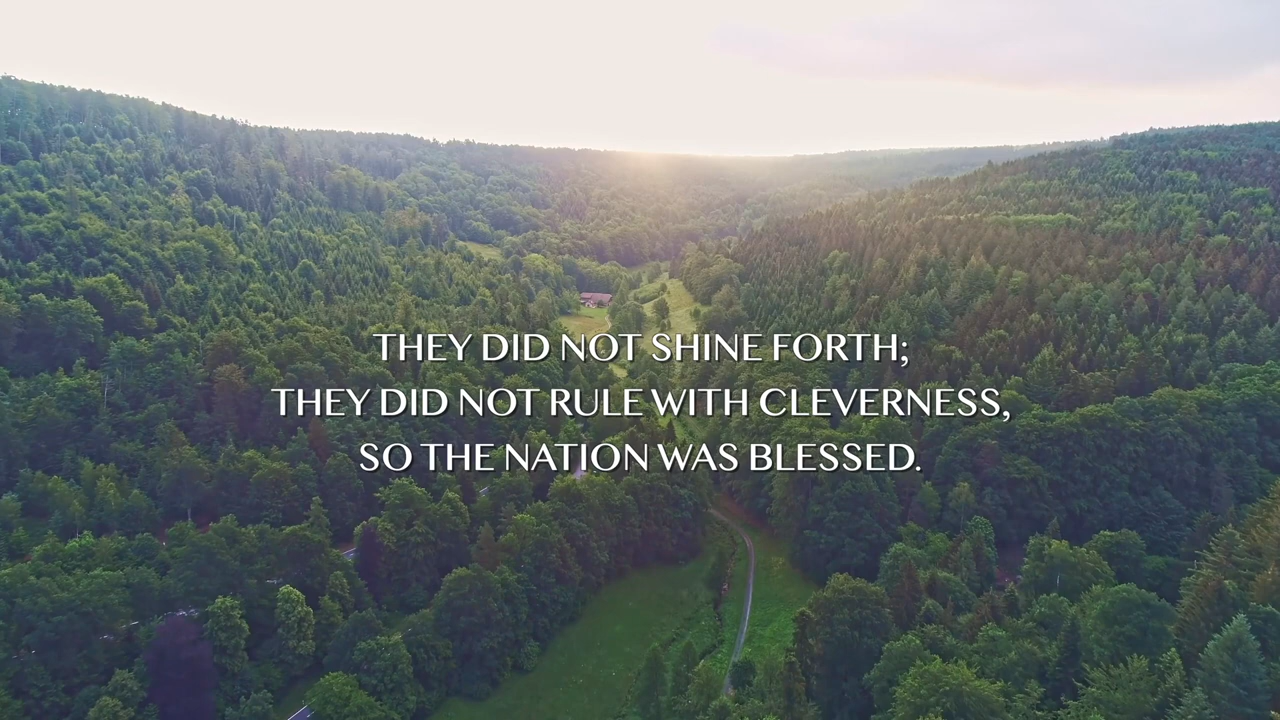 THEY DID NOT SHINE FORTH;
THEY DID NOT RULE WITH CLEVERNESS,
SO THE NATION WAS BLESSED.